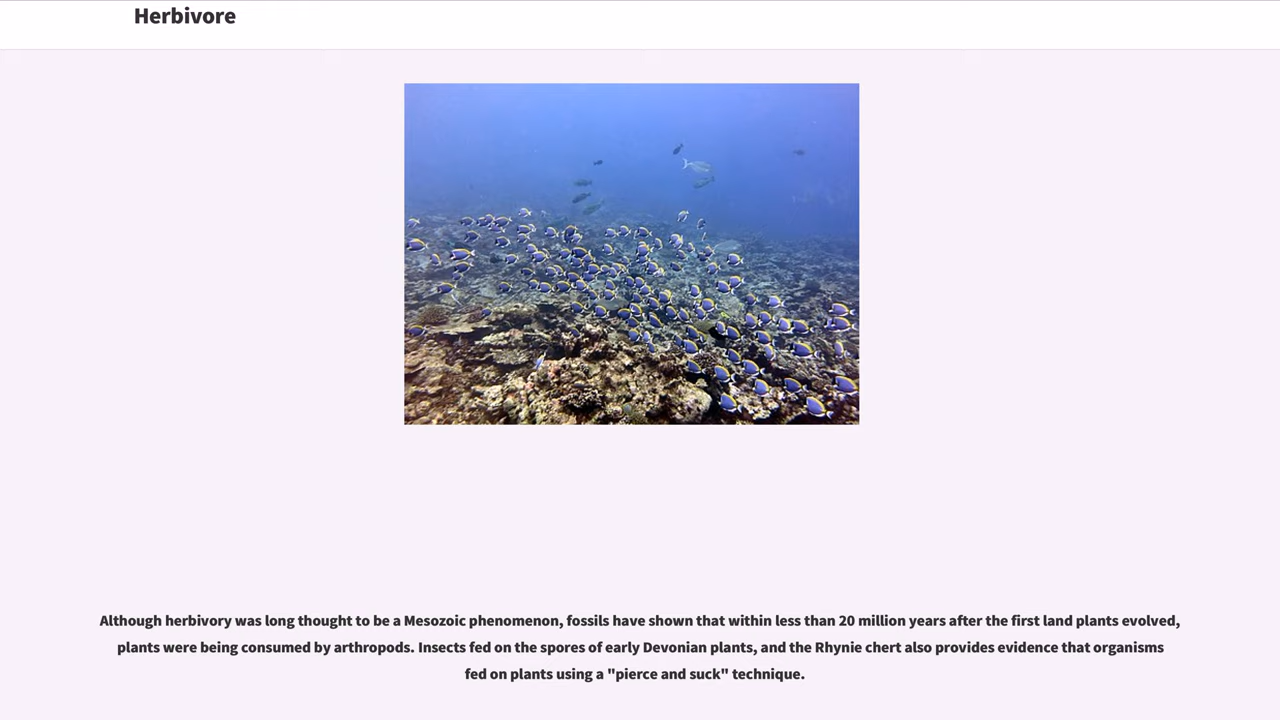 Herbivore
Although herbivory was long thought to be a Mesozoic phenomenon, fossils have shown that within less than 20 million years after the first land plants evolved,
plants were being consumed by arthropods. Insects fed on the spores of early Devonian plants, and the Rhynie chert also provides evidence that organisms
fed on plants using a "pierce and suck" technique.